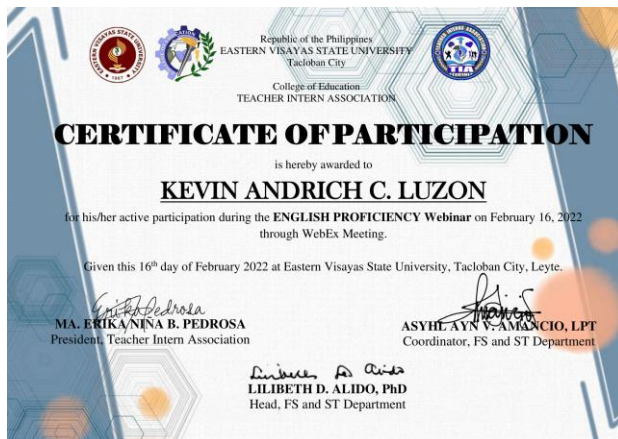 Republic of the Philippines
EASTERN VISAYAS STATE UNIVERSITY
Tacloban City
College of Education
TEACHER INTERN ASSOCIATION
CERTIFICATE OF PARTICIPATION
is hereby awarded to
KEVIN ANDRICH C. LUZON
for his/her active participation during the ENGLISH PROFICIENCY Webinar on February 16, 2022
through WebEx Meeting.
Given this 16th day of February 2022 at Eastern Visayas State University, Tacloban City, Leyte.
MA. ERIKA NIÑA B. PEDROSA
President, Teacher Intern Association
ASYHL AYN V. AMANCIO, LPT
Coordinator, FS and ST Department
LILIBETH D. ALIDO, PhD
Head, FS and ST Department